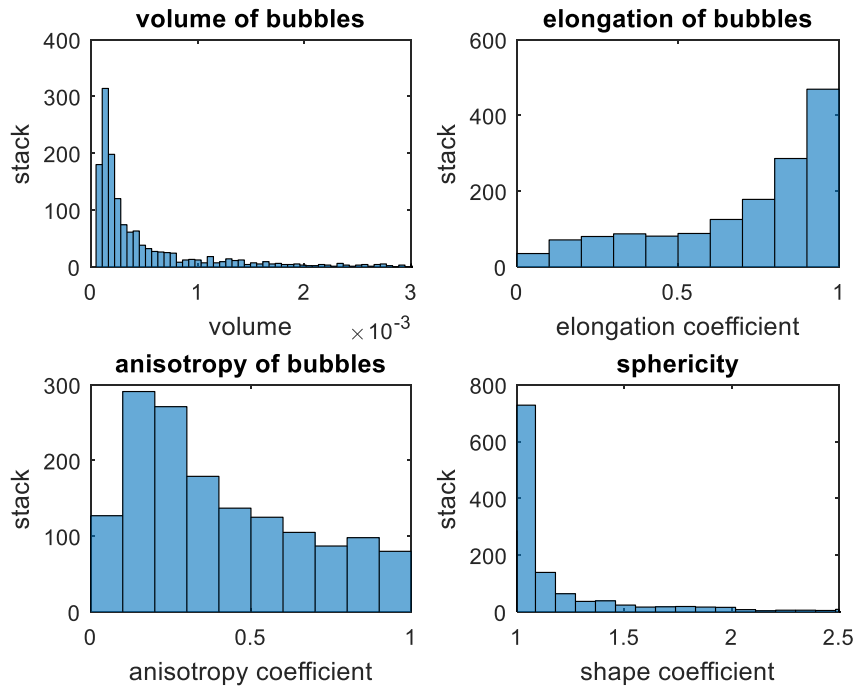 volume of bubbles
400
300
200
100
0
stack
0 1 2 3
volume
×10-3
elongation of bubbles
600
400
200
0
stack
0 0.5 1
elongation coefficient
anisotropy of bubbles
300
200
100
0
stack
0 0.5 1
anisotropy coefficient
sphericity
800
600
400
200
0
stack
1 1.5 2 2.5
shape coefficient